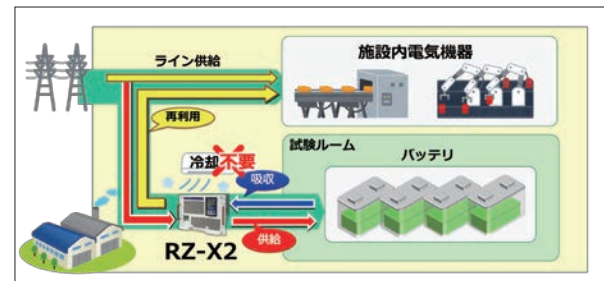 ライン供給
施設内電気機器
再利用
試験ルーム
バッテリ
冷却不要
吸収
供給
RZ-X2